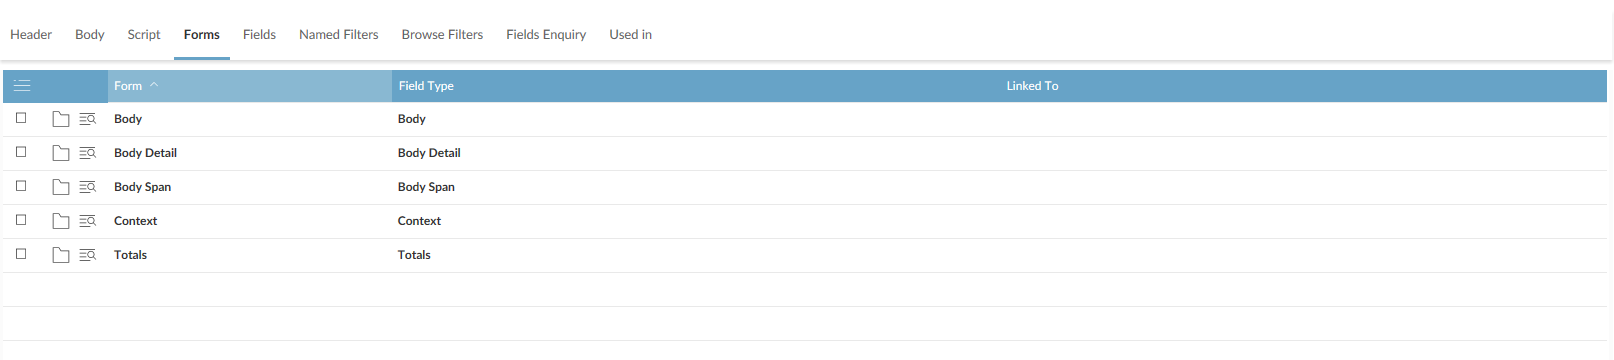 Header Body Script Forms Fields Named Filters Browse Filters Fields Enquiry Used in
Form Field Type Linked To
Body Body
Body Detail Body Detail
Body Span Body Span
Context Context
Totals Totals